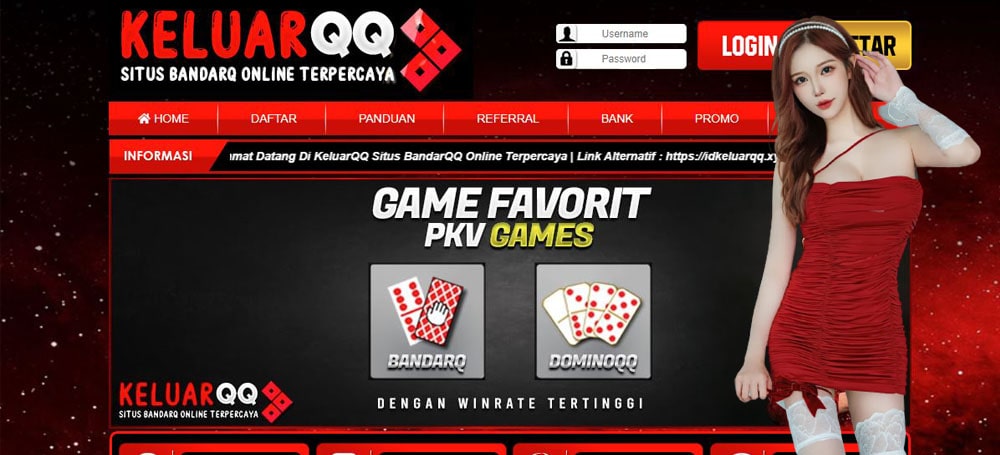 KELUARQQ
SITUS BANDARQ ONLINE TERPERCAYA
Username
Password
LOGIN
HOME
DAFTAR
PANDUAN
REFERRAL
BANK
PROMO
INFORMASI
Datang Di KeluarQQ Situs BandarQQ Online Terpercaya | Link Alternatif : https://idkeluarqq.xy
GAME FAVORIT
PKV GAMES
BANDARQ
DOMINOQQ
KELUARQQ
SITUS BANDARQ ONLINE TERPERCAYA
DENGAN WINRATE TERTINGGI